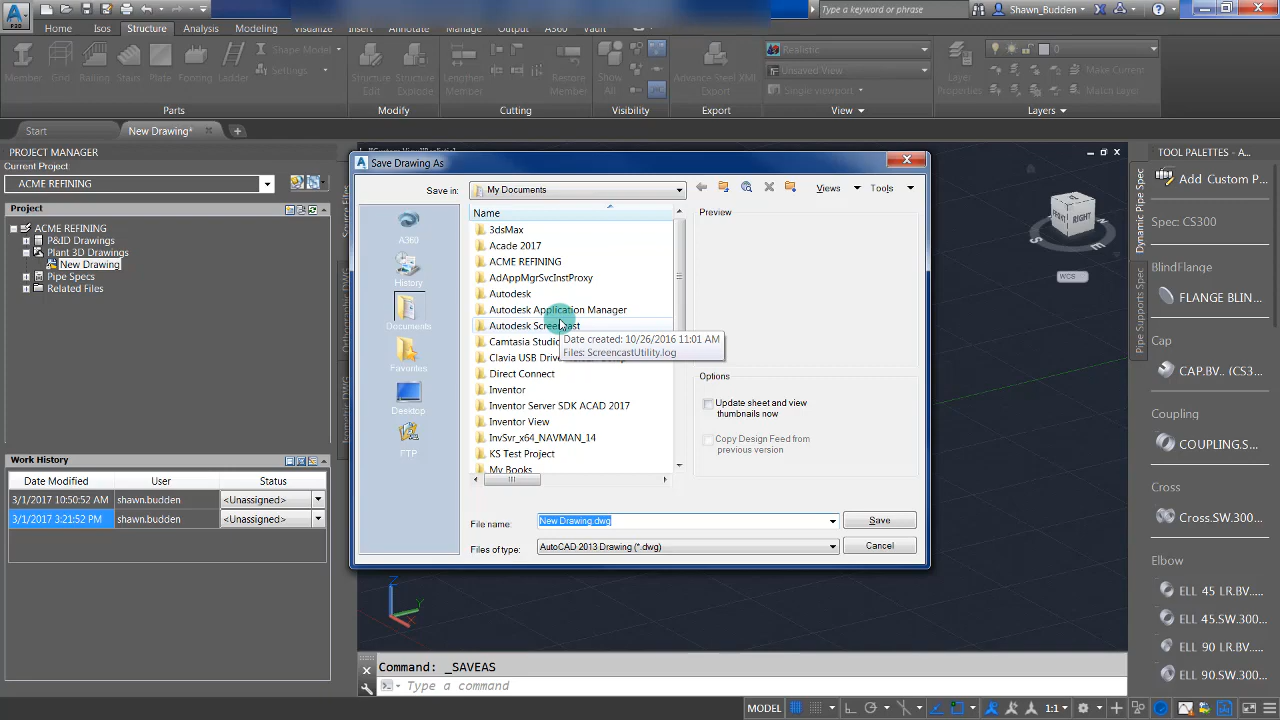 P3D
Type a keyword or phrase
Shawn_Budden
Home
Isos
Structure
Analysis
Modeling
Visualize
Insert
Annotate
Manage
Output
A360
Vault
Member
Grid
Railing
Stairs
Plate
Footing
Ladder
Shape Model
Settings
Structure Edit
Structure Explode
Lengthen Member
Restore Member
Show All
Advance Steel XML Export
Realistic
Unsaved View
Single viewport
Layer Properties
0
Make Current
Match Layer
Parts
Modify
Cutting
Visibility
Export
View
Layers
Start
New Drawing*
PROJECT MANAGER
Current Project
ACME REFINING
Project
ACME REFINING
P&ID Drawings
Plant 3D Drawings
New Drawing
Pipe Specs
Related Files
Source Files
Orthographic DWG
Isometric DWG
Work History
Date Modified
User
Status
3/1/2017 10:50:52 AM
shawn.budden
<Unassigned>
3/1/2017 3:21:52 PM
shawn.budden
<Unassigned>
Save Drawing As
Save in:
My Documents
Views
Tools
A360
History
Documents
Favorites
Desktop
FTP
Name
3dsMax
Acade 2017
ACME REFINING
AdAppMgrSvcInstProxy
Autodesk
Autodesk Application Manager
Autodesk Screencast
Date created: 10/26/2016 11:01 AM
Files: ScreencastUtility.log
Camtasia Studio
Clavia USB Driv
Direct Connect
Inventor
Inventor Server SDK ACAD 2017
Inventor View
InvSvr_x64_NAVMAN_14
KS Test Project
My Books
Preview
Options
Update sheet and view thumbnails now
Copy Design Feed from previous version
File name:
New Drawing.dwg
Save
Files of type:
AutoCAD 2013 Drawing (*.dwg)
Cancel
RIGHT
WCS
Z
Y
X
Command: _SAVEAS
Type a command
TOOL PALETTES - A...
Dynamic Pipe Spec
Pipe Supports Spec
Add Custom P...
Spec: CS300
BlindFlange
FLANGE BLIN...
Cap
CAP.BV.. (CS3...
Coupling
COUPLING.S...
Cross
Cross.SW.300...
Elbow
ELL 45 LR.BV....
ELL 45.SW.300...
ELL 90 LR.BV....
ELL 90.SW.300...
MODEL
1:1